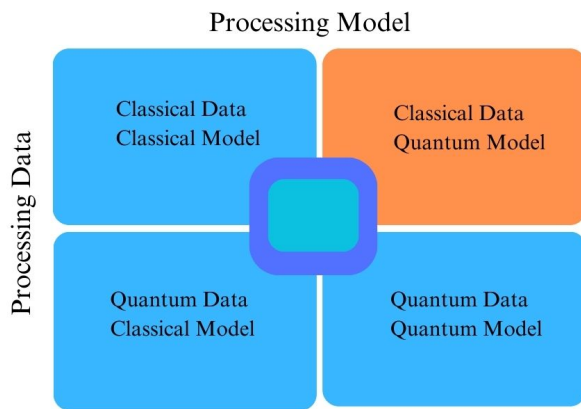 Processing Model
Processing Data
Classical Data
Classical Model
Classical Data
Quantum Model
Quantum Data
Classical Model
Quantum Data
Quantum Model